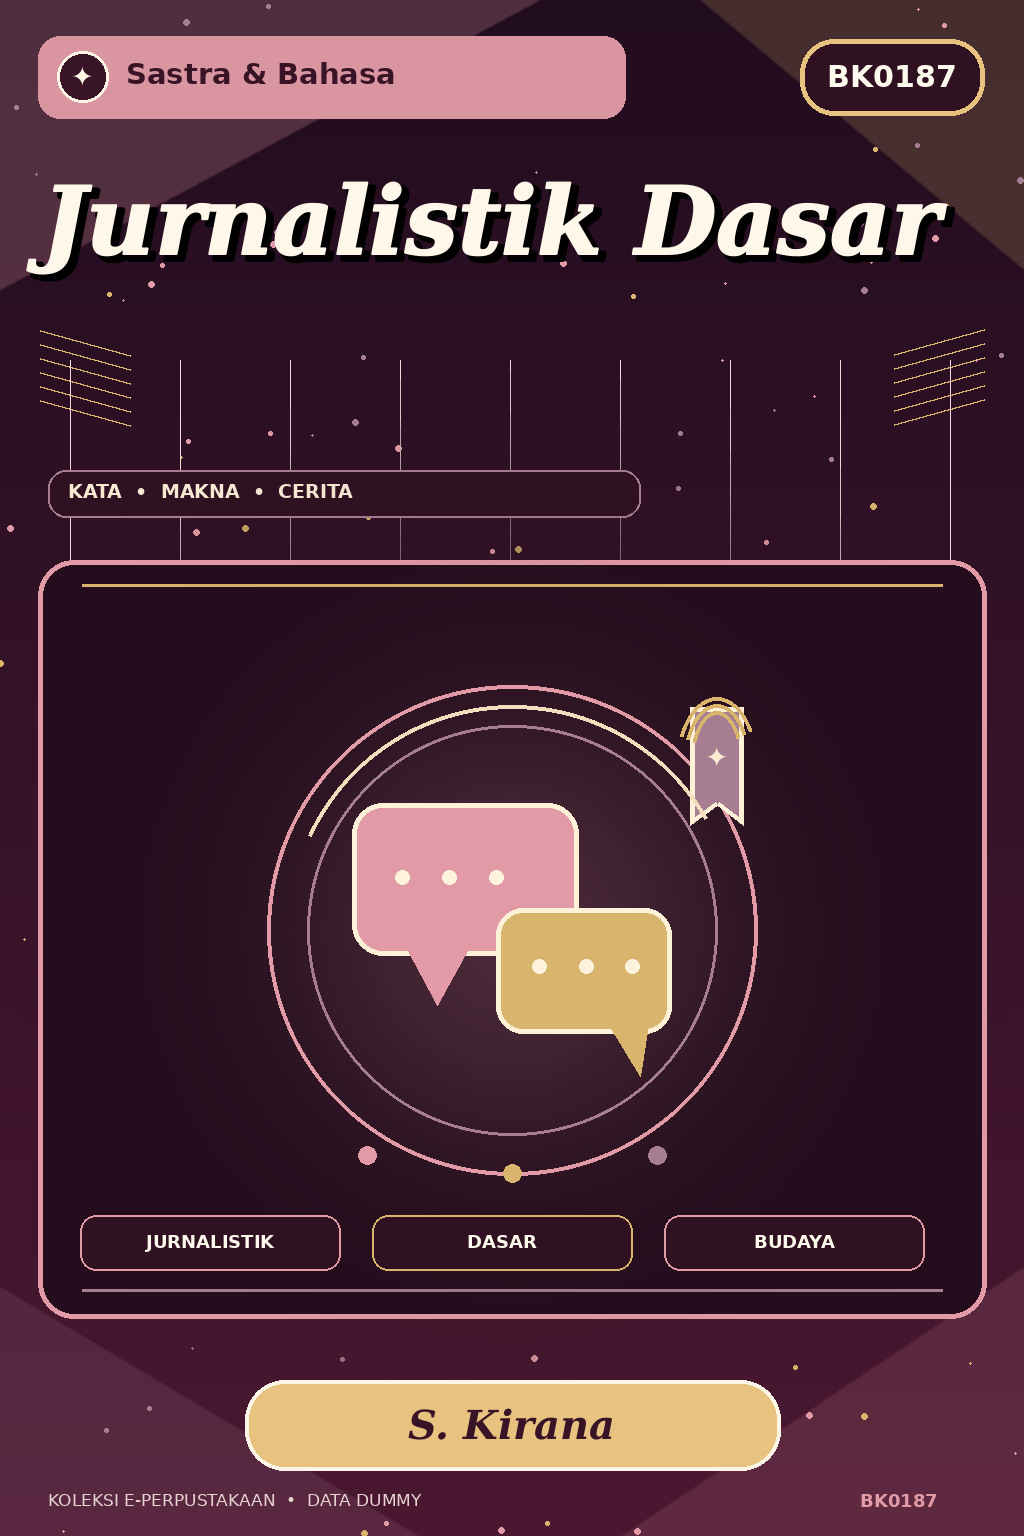 Sastra & Bahasa
BK0187
Jurnalistik Dasar
KATA • MAKNA • CERITA
JURNALISTIK
DASAR
BUDAYA
S. Kirana
KOLEKSI E-PERPUSTAKAAN • DATA DUMMY
BK0187